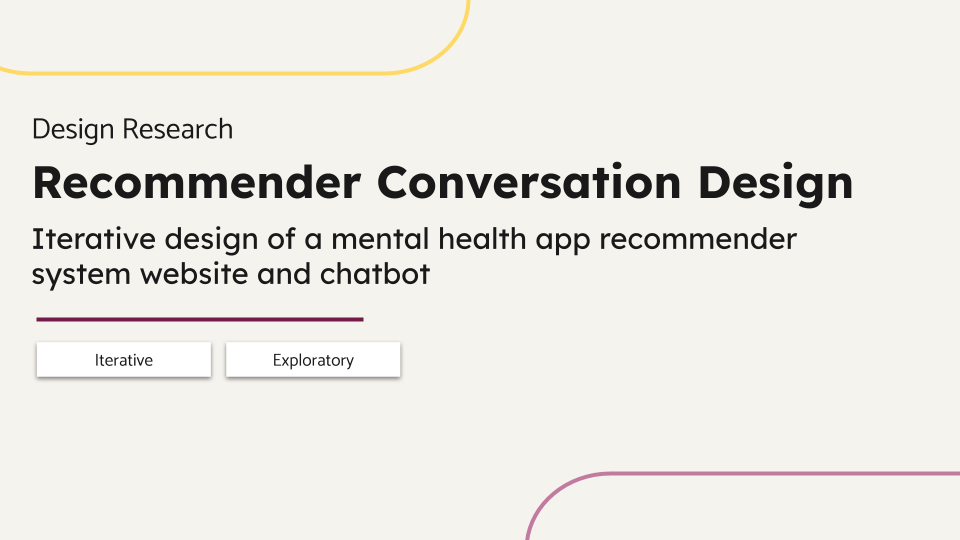 Design Research
Recommender Conversation Design
Iterative design of a mental health app recommender
system website and chatbot
Iterative
Exploratory